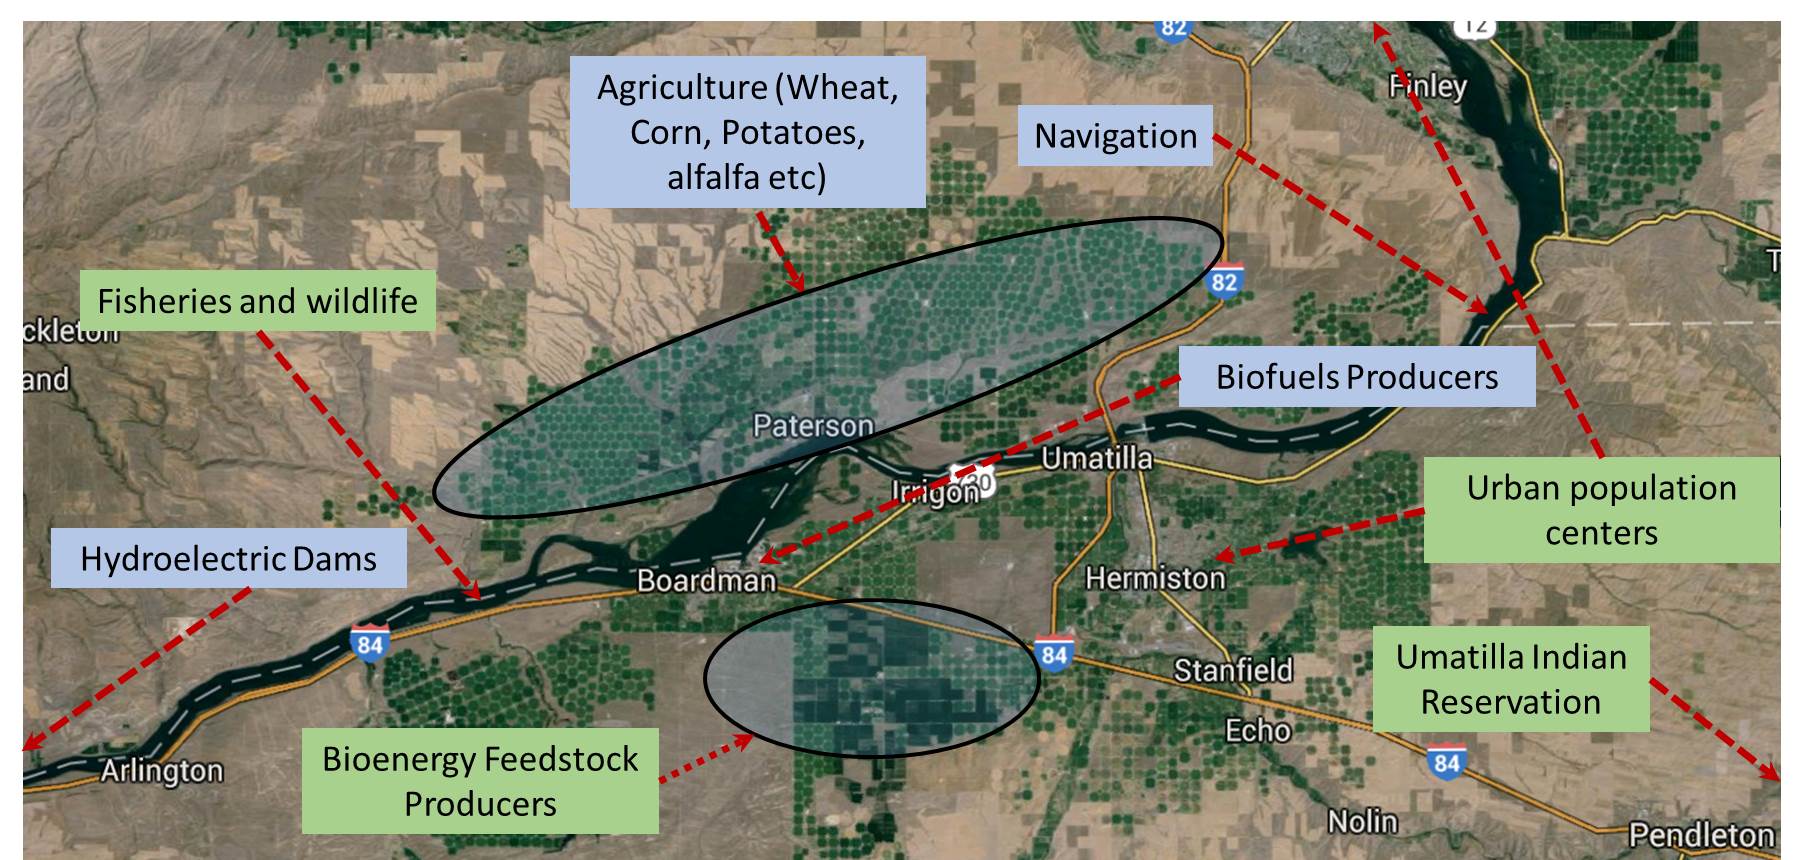 82
12
Finley
Agriculture (Wheat,
Corn, Potatoes,
alfalfa etc)
Navigation
T
82
Fisheries and wildlife
ckleton
and
Biofuels Producers
Paterson
Umatilla
Irrigon
Urban population
centers
Hydroelectric Dams
Boardman
Hermiston
84
84
Umatilla Indian
Reservation
Stanfield
Echo
Bioenergy Feedstock
Producers
Arlington
84
Nolin
Pendleton